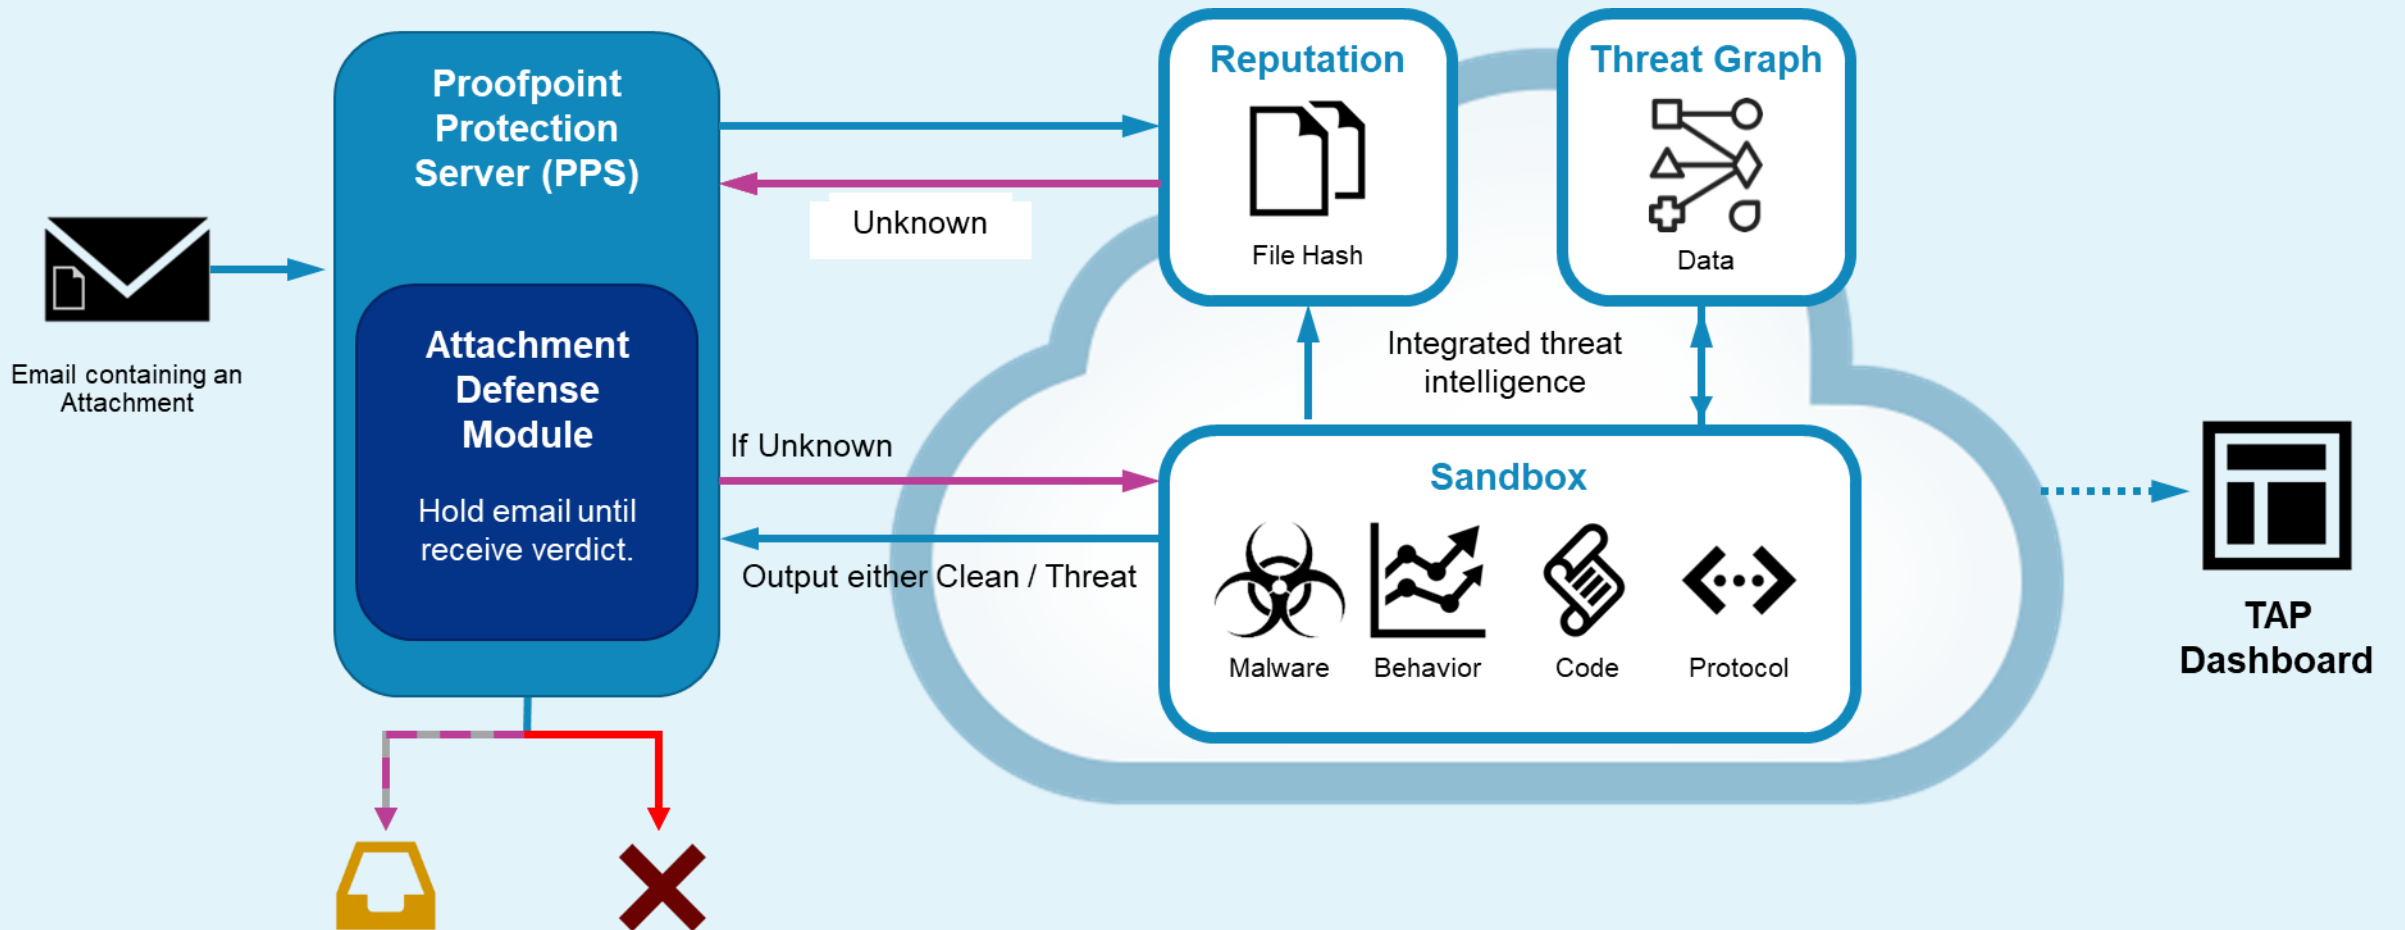 Email containing an
Attachment
Proofpoint
Protection
Server (PPS)
Attachment
Defense
Module
Hold email until
receive verdict.
Unknown
If Unknown
Output either Clean / Threat
Reputation
File Hash
Threat Graph
Data
Integrated threat
intelligence
Sandbox
Malware
Behavior
Code
Protocol
TAP
Dashboard